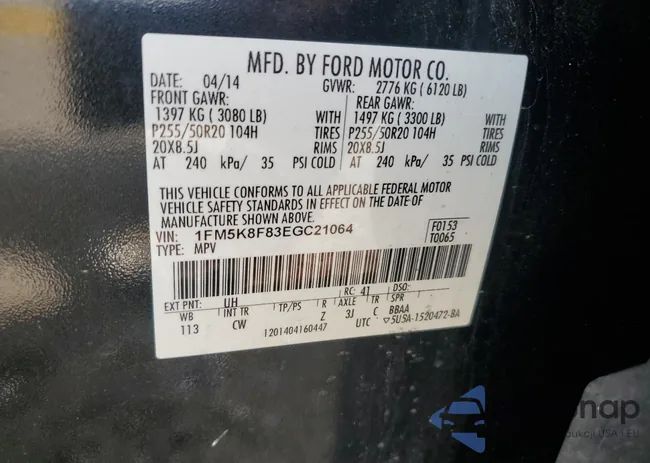 MFD. BY FORD MOTOR CO.
DATE: 04/14 GVWR: 2776 KG ( 6120 LB)
FRONT GAWR: REAR GAWR:
1397 KG ( 3080 LB) 1497 KG ( 3300 LB)
P255/50R20 104H TIRES P255/50R20 104H
20X8.5J RIMS 20X8.5J
AT 240 kPa/ 35 PSI COLD AT 240 kPa/ 35 PSI COLD
THIS VEHICLE CONFORMS TO ALL APPLICABLE FEDERAL MOTOR
VEHICLE SAFETY STANDARDS IN EFFECT ON THE DATE OF
MANUFACTURE SHOWN ABOVE.
VIN: 1FM5K8F83EGC21064 F0153
TYPE: MPV T0065
EXT PNT: UH RC: 41 DSO:
WB INT TR TP/PS R AXLE TR SPR
113 CW Z 3J C BBAA
1201404160447 UTC ▽5USA-1520472-BA
map
USA | EU